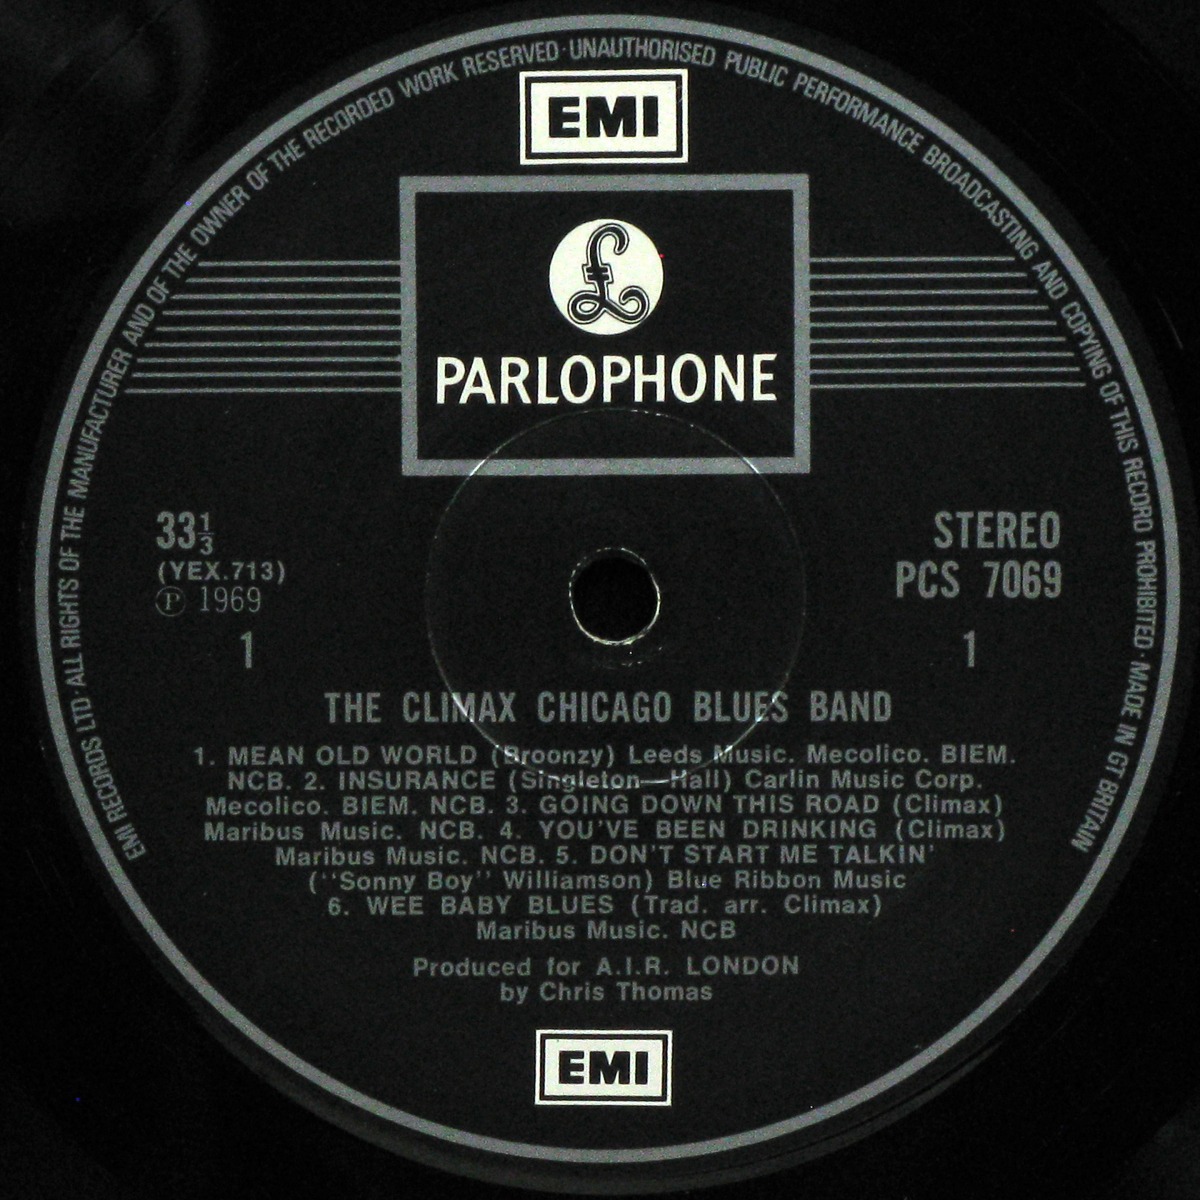 EMI RECORDS LTD · ALL RIGHTS OF THE MANUFACTURER AND OF THE OWNER OF THE RECORDED WORK RESERVED · UNAUTHORISED PUBLIC PERFORMANCE BROADCASTING AND COPYING OF THIS RECORD PROHIBITED · MADE IN GT BRITAIN
EMI
£
PARLOPHONE
33⅓
(YEX.713)
Ⓟ 1969
1
STEREO
PCS 7069
1
THE CLIMAX CHICAGO BLUES BAND
1. MEAN OLD WORLD (Broonzy) Leeds Music. Mecolico. BIEM.
NCB. 2. INSURANCE (Singleton—Hall) Carlin Music Corp.
Mecolico. BIEM. NCB. 3. GOING DOWN THIS ROAD (Climax)
Maribus Music. NCB. 4. YOU'VE BEEN DRINKING (Climax)
Maribus Music. NCB. 5. DON'T START ME TALKIN'
(''Sonny Boy'' Williamson) Blue Ribbon Music
6. WEE BABY BLUES (Trad. arr. Climax)
Maribus Music. NCB
Produced for A.I.R. LONDON
by Chris Thomas
EMI